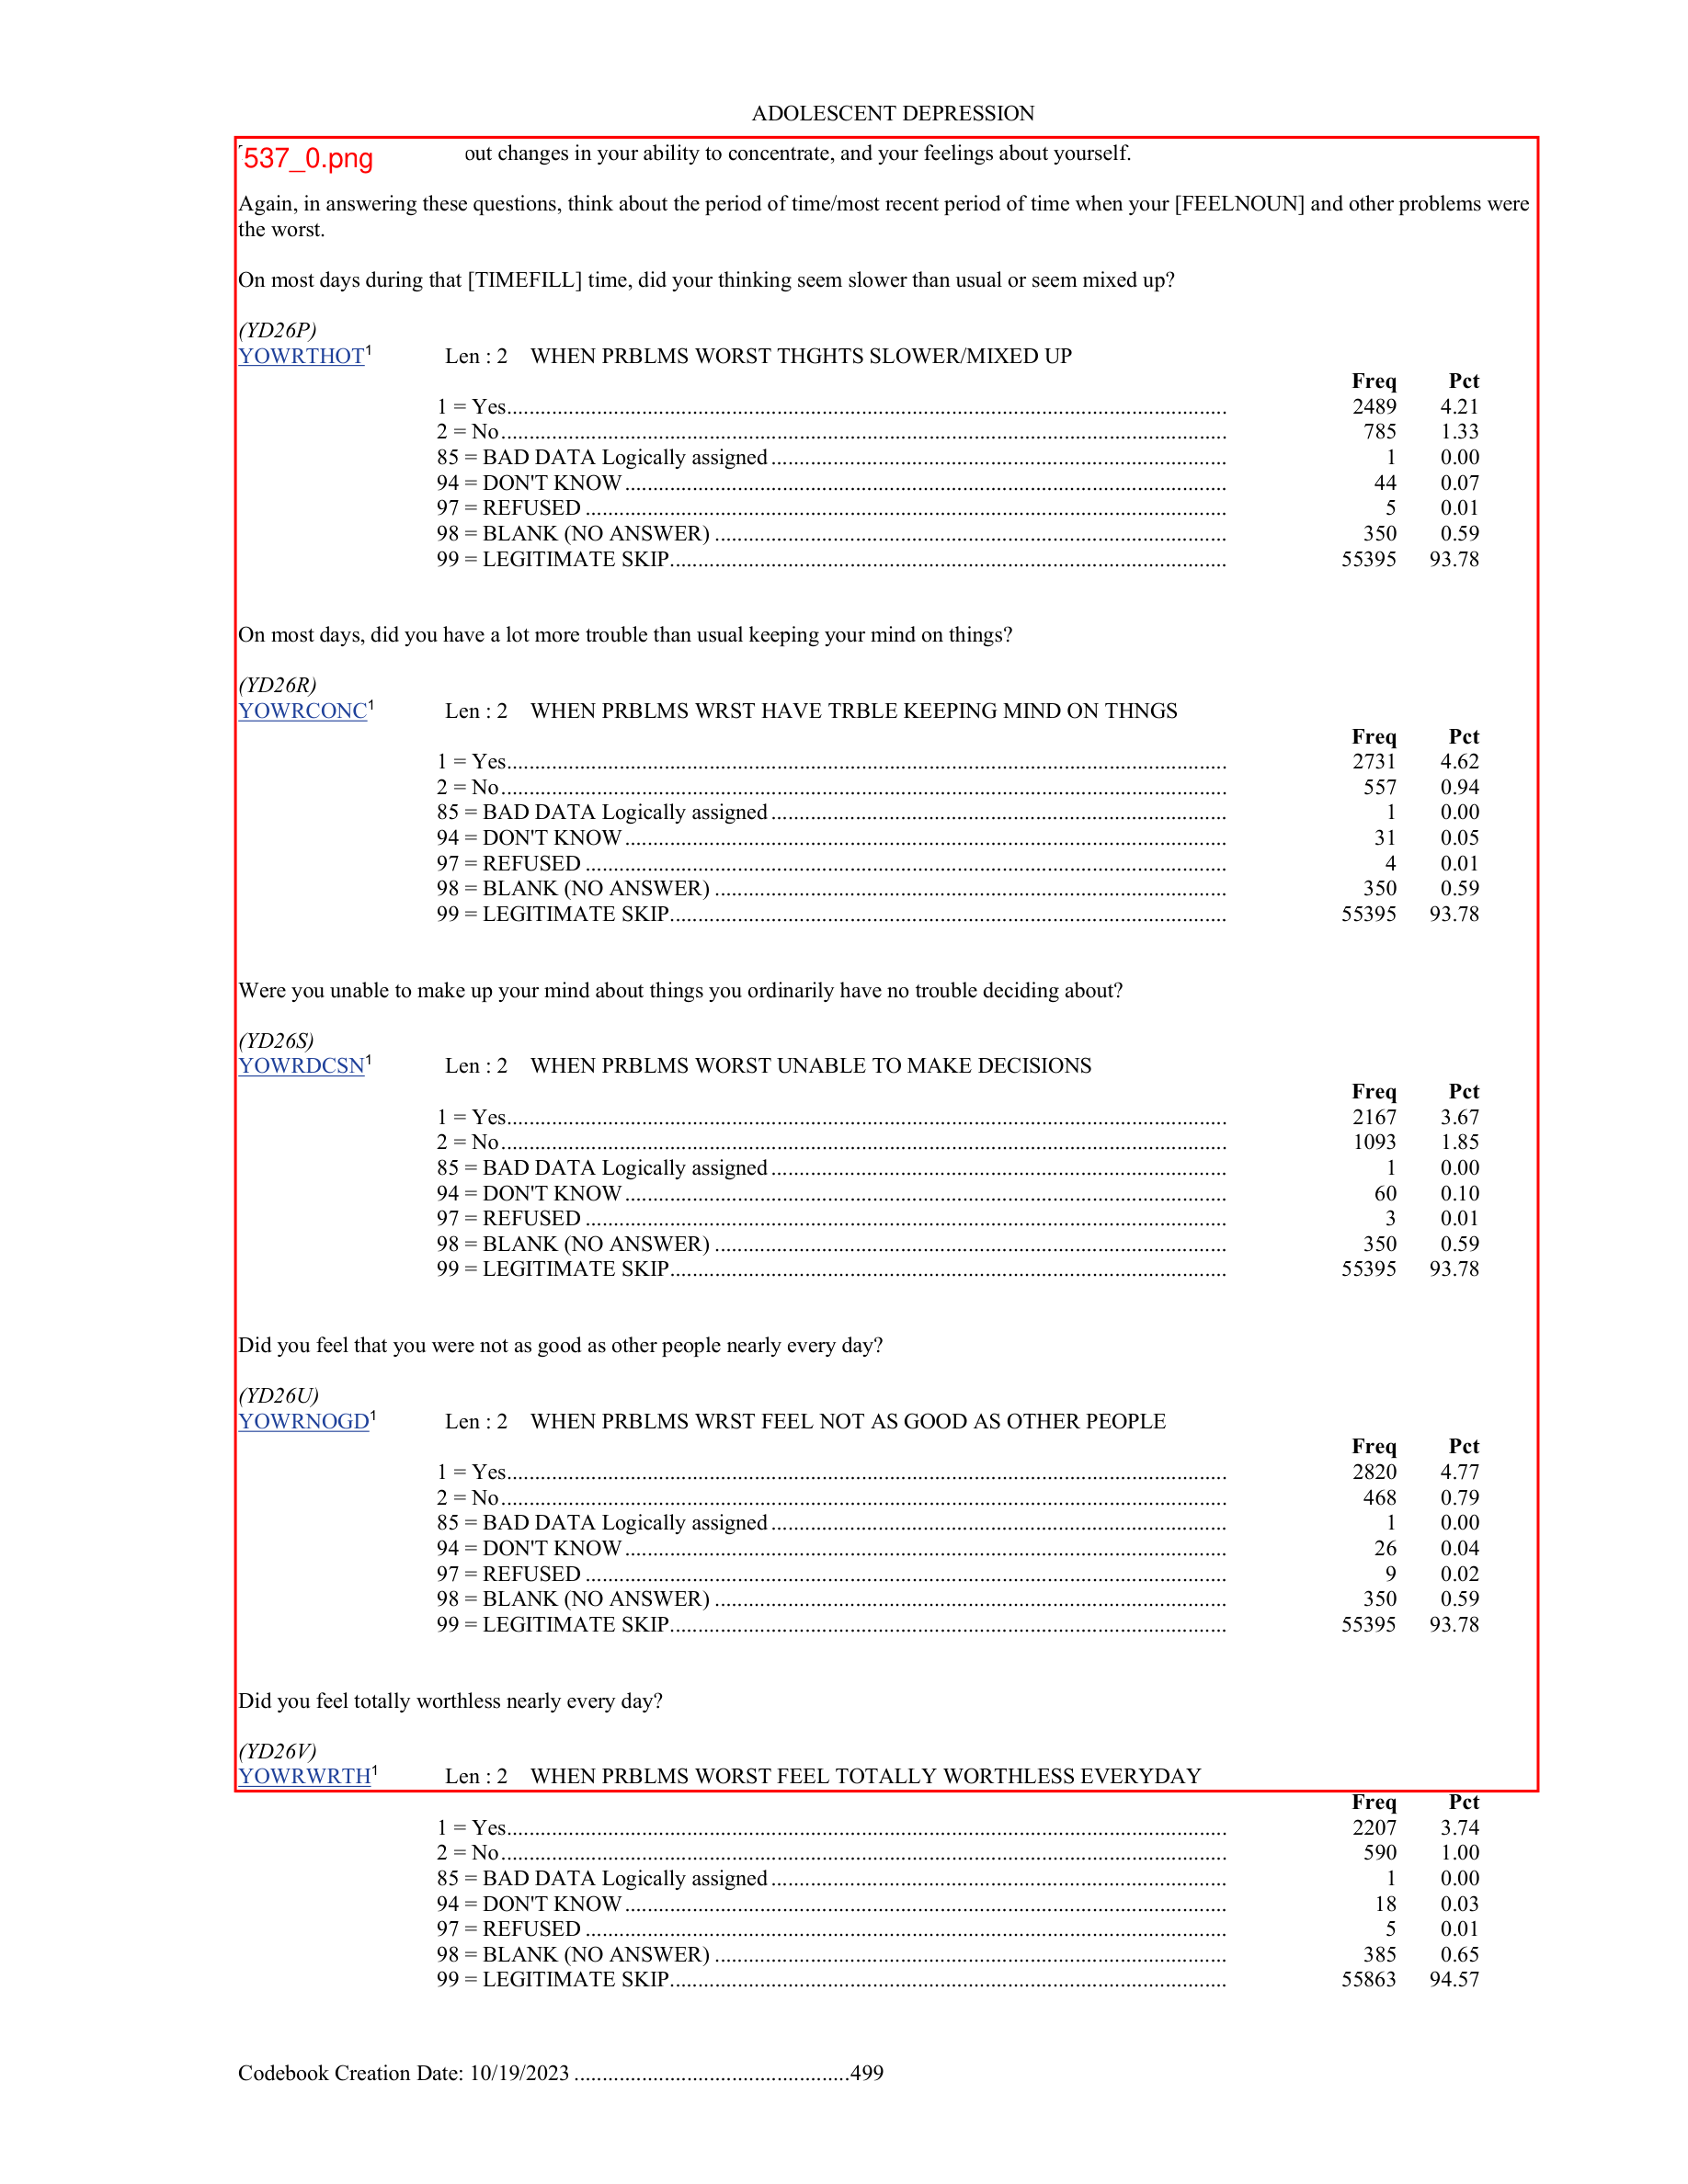 ADOLESCENT DEPRESSION
537_0.png out changes in your ability to concentrate, and your feelings about yourself.
Again, in answering these questions, think about the period of time/most recent period of time when your [FEELNOUN] and other problems were
the worst.
On most days during that [TIMEFILL] time, did your thinking seem slower than usual or seem mixed up?
(YD26P)
YOWRTHOT1 Len : 2 WHEN PRBLMS WORST THGHTS SLOWER/MIXED UP
Freq Pct
1 = Yes 2489 4.21
2 = No 785 1.33
85 = BAD DATA Logically assigned 1 0.00
94 = DON'T KNOW 44 0.07
97 = REFUSED 5 0.01
98 = BLANK (NO ANSWER) 350 0.59
99 = LEGITIMATE SKIP 55395 93.78
On most days, did you have a lot more trouble than usual keeping your mind on things?
(YD26R)
YOWRCONC1 Len : 2 WHEN PRBLMS WRST HAVE TRBLE KEEPING MIND ON THNGS
Freq Pct
1 = Yes 2731 4.62
2 = No 557 0.94
85 = BAD DATA Logically assigned 1 0.00
94 = DON'T KNOW 31 0.05
97 = REFUSED 4 0.01
98 = BLANK (NO ANSWER) 350 0.59
99 = LEGITIMATE SKIP 55395 93.78
Were you unable to make up your mind about things you ordinarily have no trouble deciding about?
(YD26S)
YOWRDCSN1 Len : 2 WHEN PRBLMS WORST UNABLE TO MAKE DECISIONS
Freq Pct
1 = Yes 2167 3.67
2 = No 1093 1.85
85 = BAD DATA Logically assigned 1 0.00
94 = DON'T KNOW 60 0.10
97 = REFUSED 3 0.01
98 = BLANK (NO ANSWER) 350 0.59
99 = LEGITIMATE SKIP 55395 93.78
Did you feel that you were not as good as other people nearly every day?
(YD26U)
YOWRNOGD1 Len : 2 WHEN PRBLMS WRST FEEL NOT AS GOOD AS OTHER PEOPLE
Freq Pct
1 = Yes 2820 4.77
2 = No 468 0.79
85 = BAD DATA Logically assigned 1 0.00
94 = DON'T KNOW 26 0.04
97 = REFUSED 9 0.02
98 = BLANK (NO ANSWER) 350 0.59
99 = LEGITIMATE SKIP 55395 93.78
Did you feel totally worthless nearly every day?
(YD26V)
YOWRWRTH1 Len : 2 WHEN PRBLMS WORST FEEL TOTALLY WORTHLESS EVERYDAY
Freq Pct
1 = Yes 2207 3.74
2 = No 590 1.00
85 = BAD DATA Logically assigned 1 0.00
94 = DON'T KNOW 18 0.03
97 = REFUSED 5 0.01
98 = BLANK (NO ANSWER) 385 0.65
99 = LEGITIMATE SKIP 55863 94.57
Codebook Creation Date: 10/19/2023 499